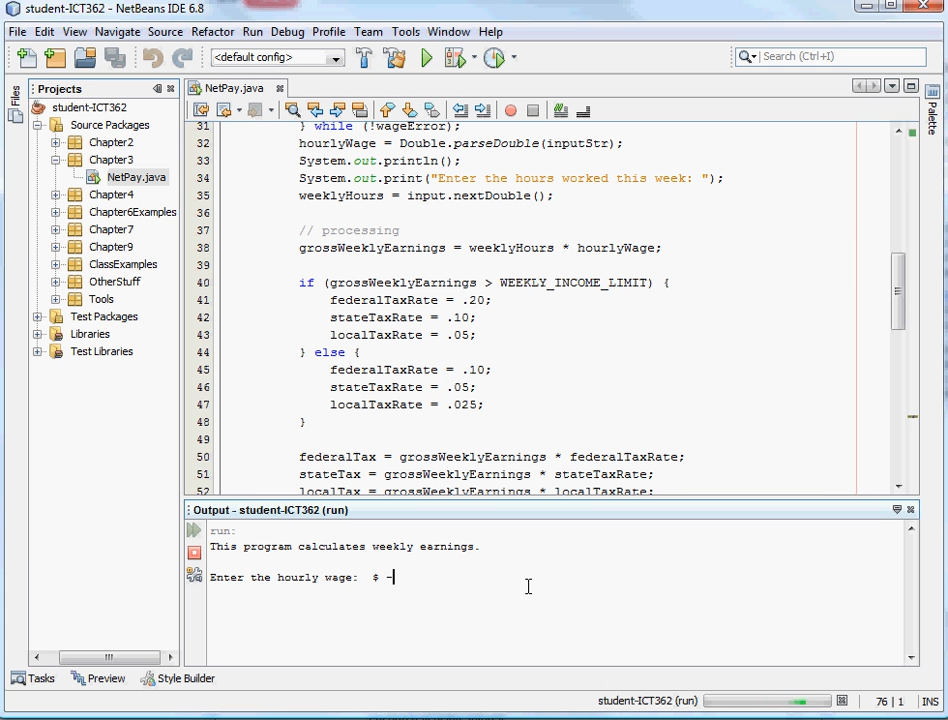 student-ICT362 - NetBeans IDE 6.8
File Edit View Navigate Source Refactor Run Debug Profile Team Tools Window Help
<default config>
Search (Ctrl+I)
Files
Projects
student-ICT362
Source Packages
Chapter2
Chapter3
NetPay.java
Chapter4
Chapter6Examples
Chapter7
Chapter9
ClassExamples
OtherStuff
Tools
Test Packages
Libraries
Test Libraries
NetPay.java
Palette
31 } while (!wageError);
32 hourlyWage = Double.parseDouble(inputStr);
33 System.out.println();
34 System.out.print("Enter the hours worked this week: ");
35 weeklyHours = input.nextDouble();
36
37 // processing
38 grossWeeklyEarnings = weeklyHours * hourlyWage;
39
40 if (grossWeeklyEarnings > WEEKLY_INCOME_LIMIT) {
41 federalTaxRate = .20;
42 stateTaxRate = .10;
43 localTaxRate = .05;
44 } else {
45 federalTaxRate = .10;
46 stateTaxRate = .05;
47 localTaxRate = .025;
48 }
49
50 federalTax = grossWeeklyEarnings * federalTaxRate;
51 stateTax = grossWeeklyEarnings * stateTaxRate;
52 localTax = grossWeeklyEarnings * localTaxRate;
Output - student-ICT362 (run)
run:
This program calculates weekly earnings.
Enter the hourly wage: $ -
Tasks Preview Style Builder
student-ICT362 (run) 76 | 1 INS